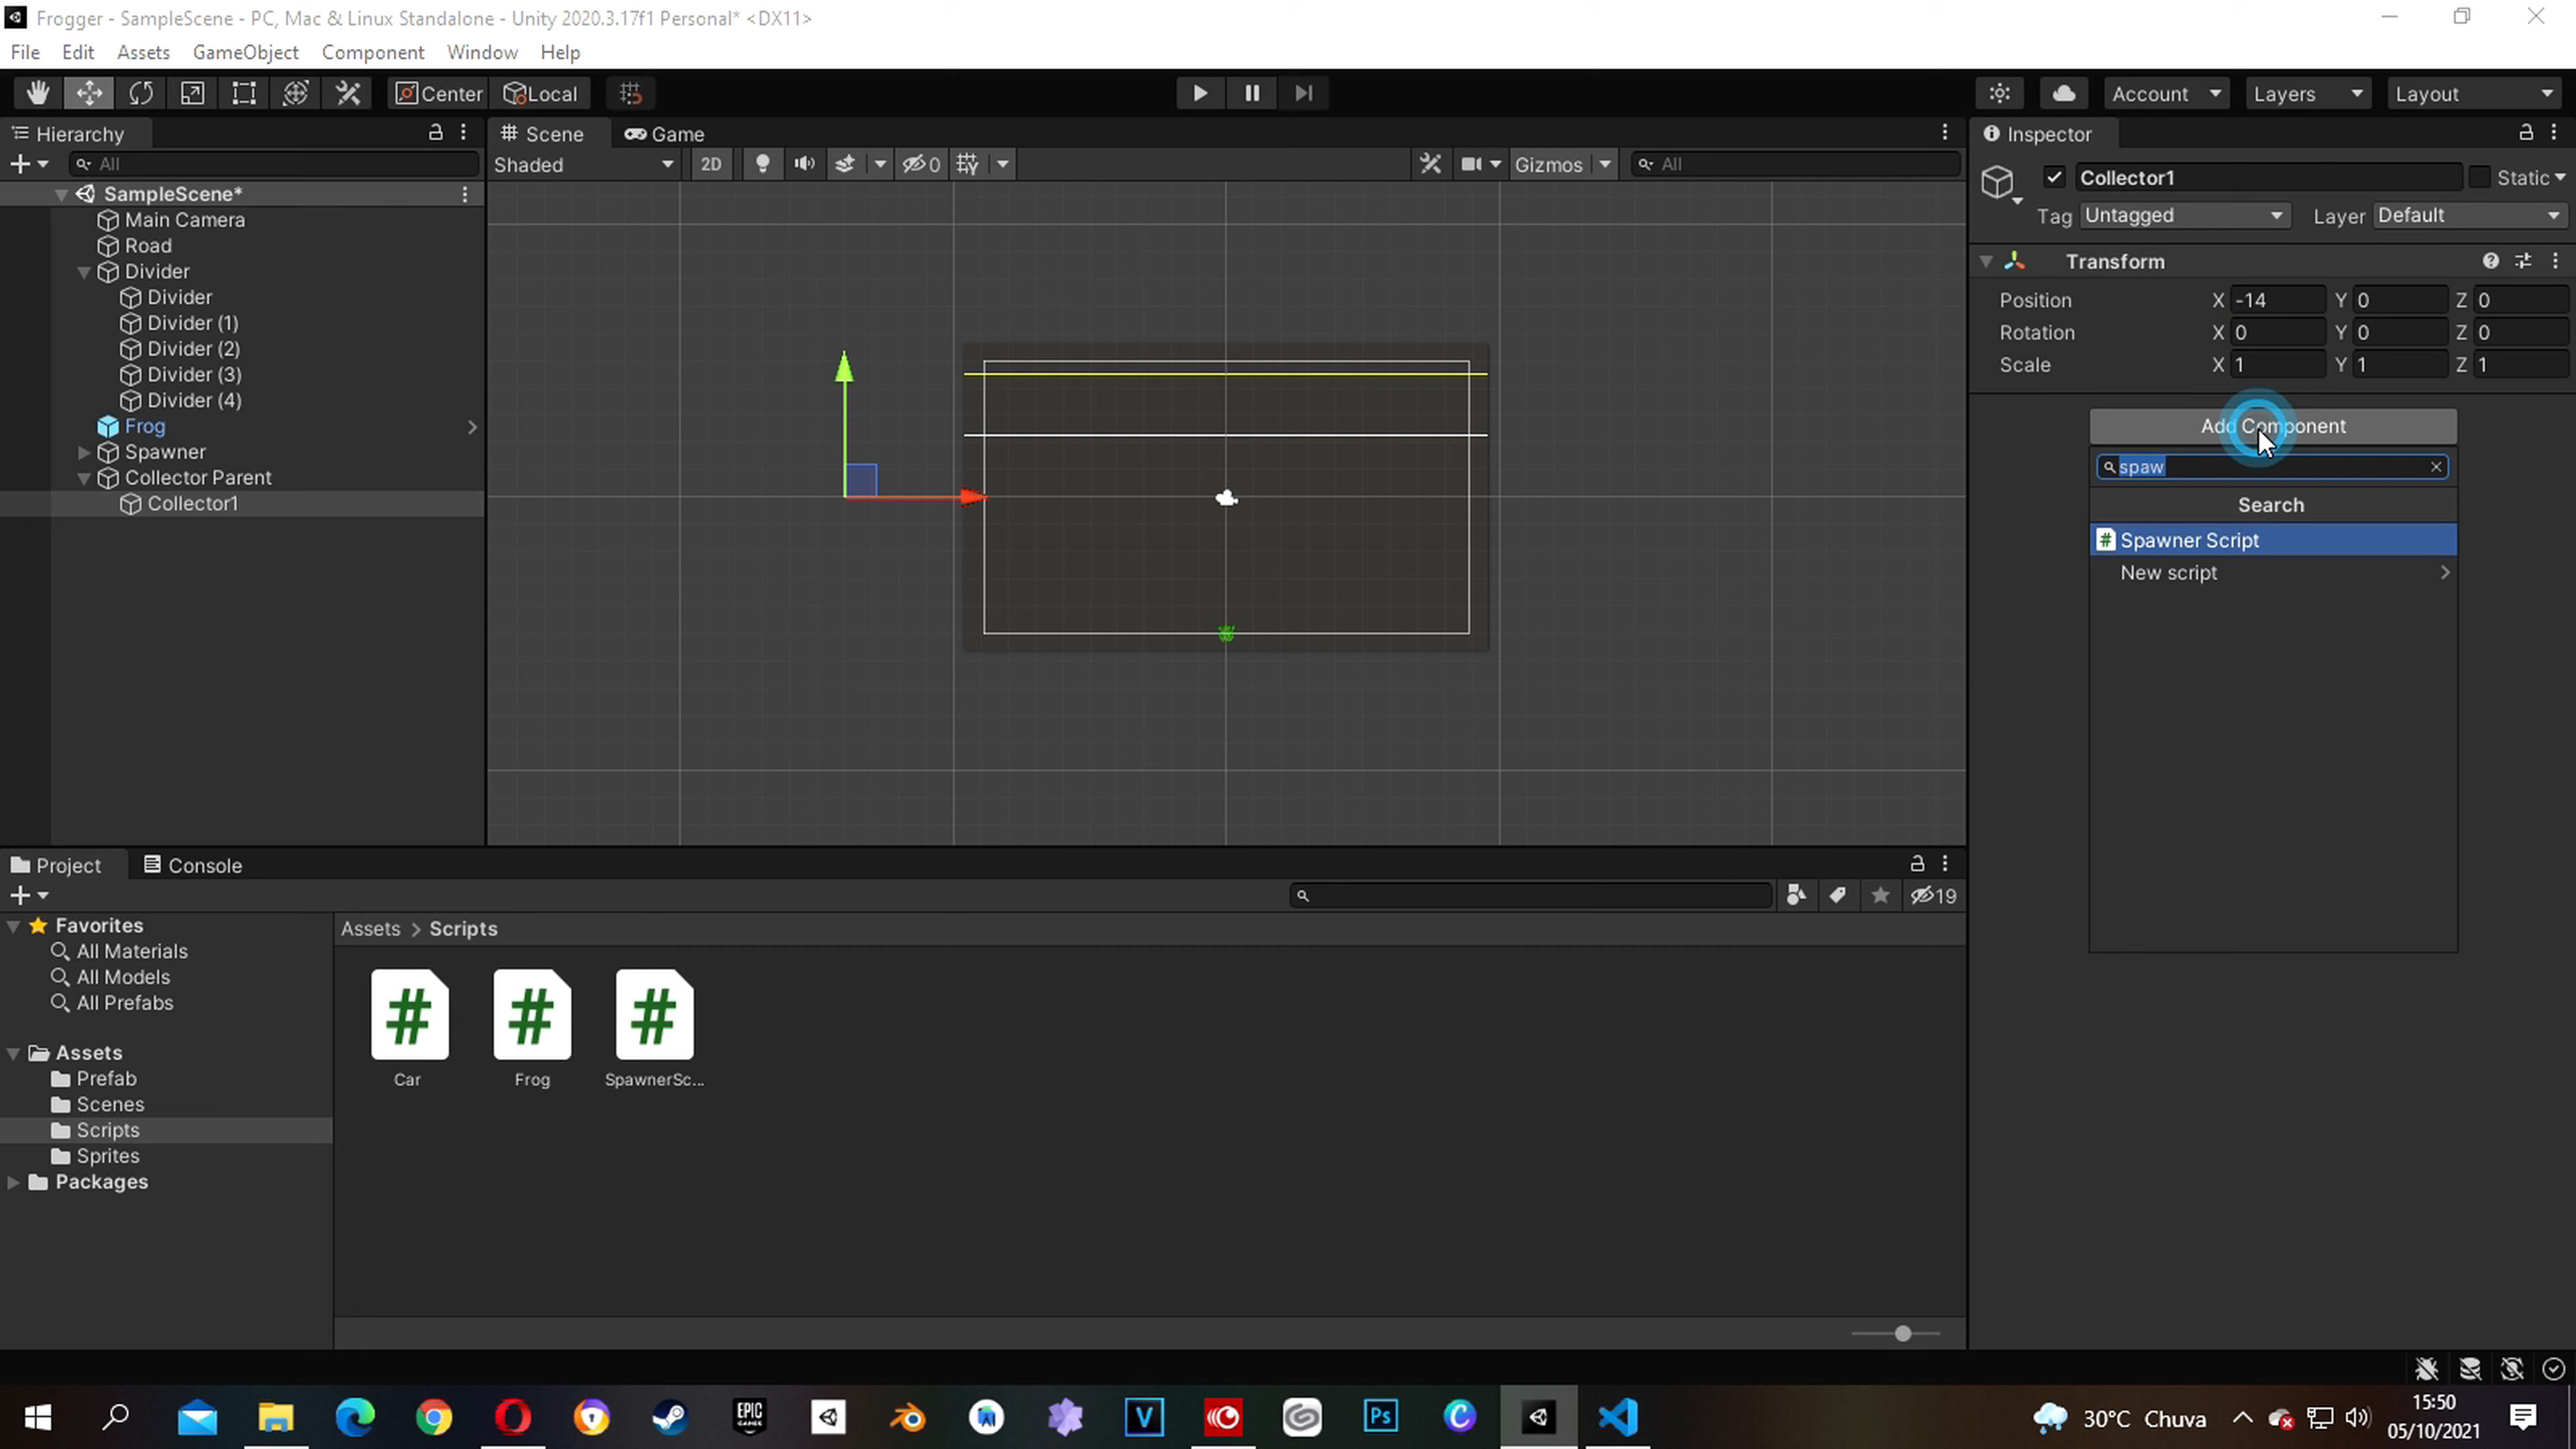 Frogger - SampleScene - PC, Mac & Linux Standalone - Unity 2020.3.17f1 Personal* <DX11>
File Edit Assets GameObject Component Window Help
Center Local Account Layers Layout
Hierarchy
All
SampleScene*
Main Camera
Road
Divider
Divider
Divider (1)
Divider (2)
Divider (3)
Divider (4)
Frog
Spawner
Collector Parent
Collector1
Scene Game
Shaded 2D 0 Gizmos All
Inspector
Collector1 Static
Tag Untagged Layer Default
Transform
Position X -14 Y 0 Z 0
Rotation X 0 Y 0 Z 0
Scale X 1 Y 1 Z 1
Add Component
spaw
Search
# Spawner Script
New script
Project Console
19
Favorites
All Materials
All Models
All Prefabs
Assets
Prefab
Scenes
Scripts
Sprites
Packages
Assets > Scripts
# # #
Car Frog SpawnerSc...
EPIC GAMES
V
Ps
C
30°C Chuva
15:50
05/10/2021